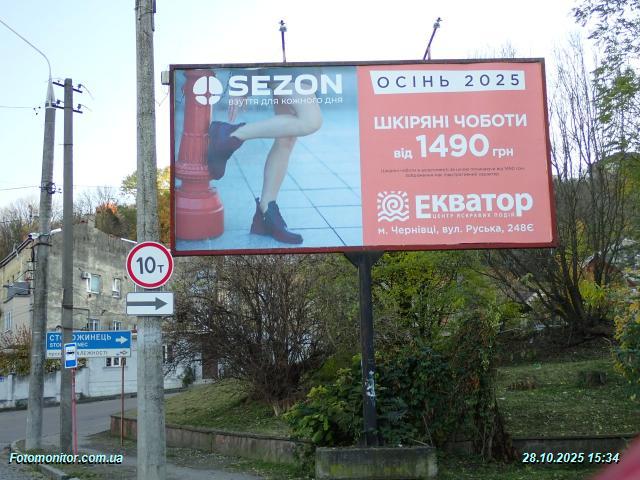 SEZON
ВЗУТТЯ ДЛЯ КОЖНОГО ДНЯ
ОСІНЬ 2025
ШКІРЯНІ ЧОБОТИ
від 1490 грн
Екватор
ЦЕНТР ЯСКРАВИХ ПОДІЙ
м. Чернівці, вул. Руська, 248Є
10т
СТОРОЖИНЕЦЬ
Fotomonitor.com.ua
28.10.2025 15:34